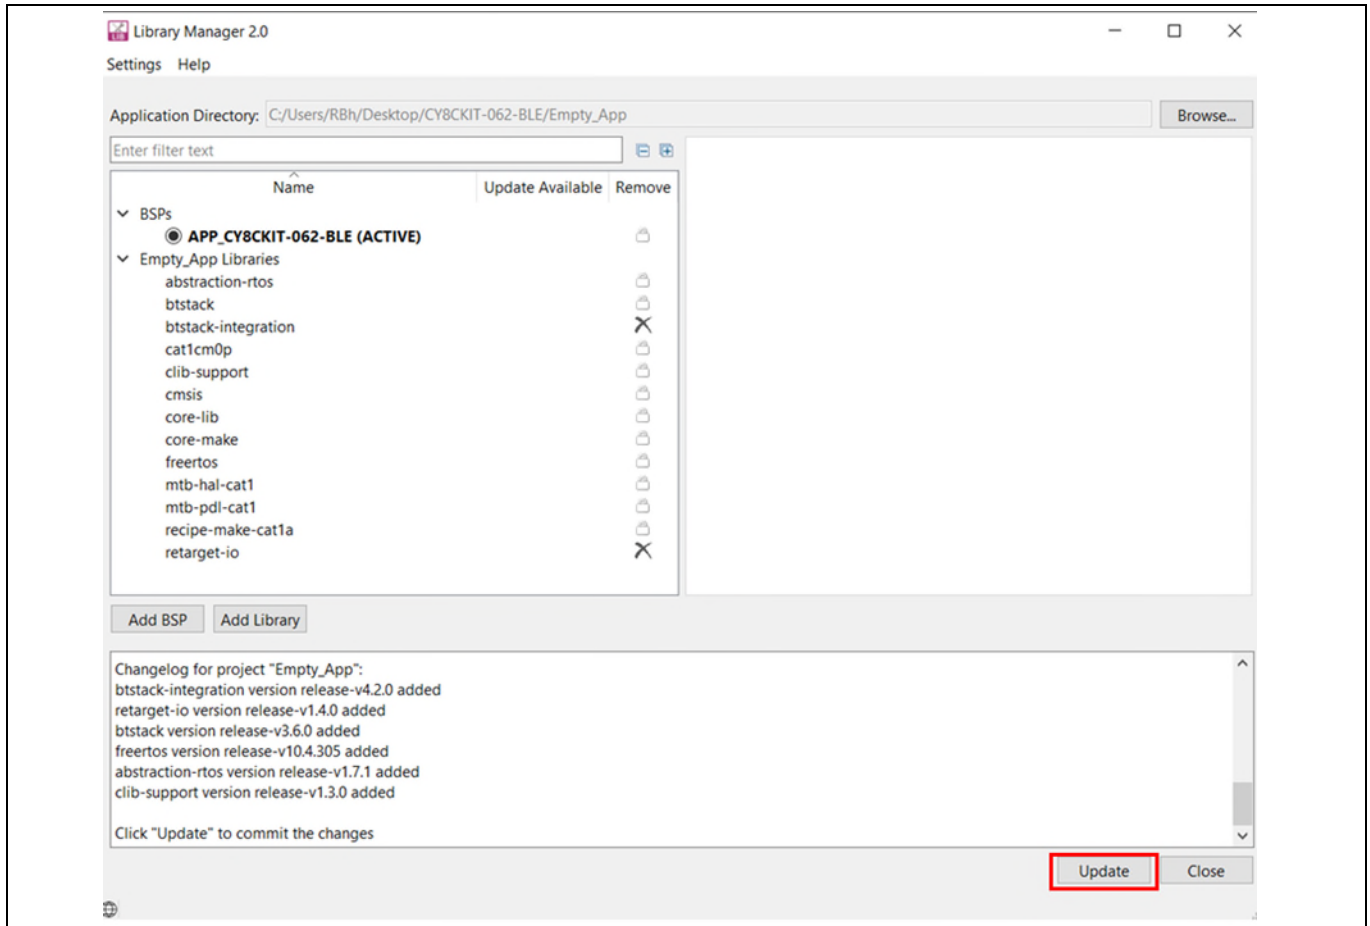 Library Manager 2.0
Settings Help
Application Directory: C:/Users/RBh/Desktop/CY8CKIT-062-BLE/Empty_App Browse...
Enter filter text
Name Update Available Remove
BSPs
APP_CY8CKIT-062-BLE (ACTIVE)
Empty_App Libraries
abstraction-rtos
btstack
btstack-integration
cat1cm0p
clib-support
cmsis
core-lib
core-make
freertos
mtb-hal-cat1
mtb-pdl-cat1
recipe-make-cat1a
retarget-io
Add BSP Add Library
Changelog for project "Empty_App":
btstack-integration version release-v4.2.0 added
retarget-io version release-v1.4.0 added
btstack version release-v3.6.0 added
freertos version release-v10.4.305 added
abstraction-rtos version release-v1.7.1 added
clib-support version release-v1.3.0 added
Click "Update" to commit the changes
Update Close